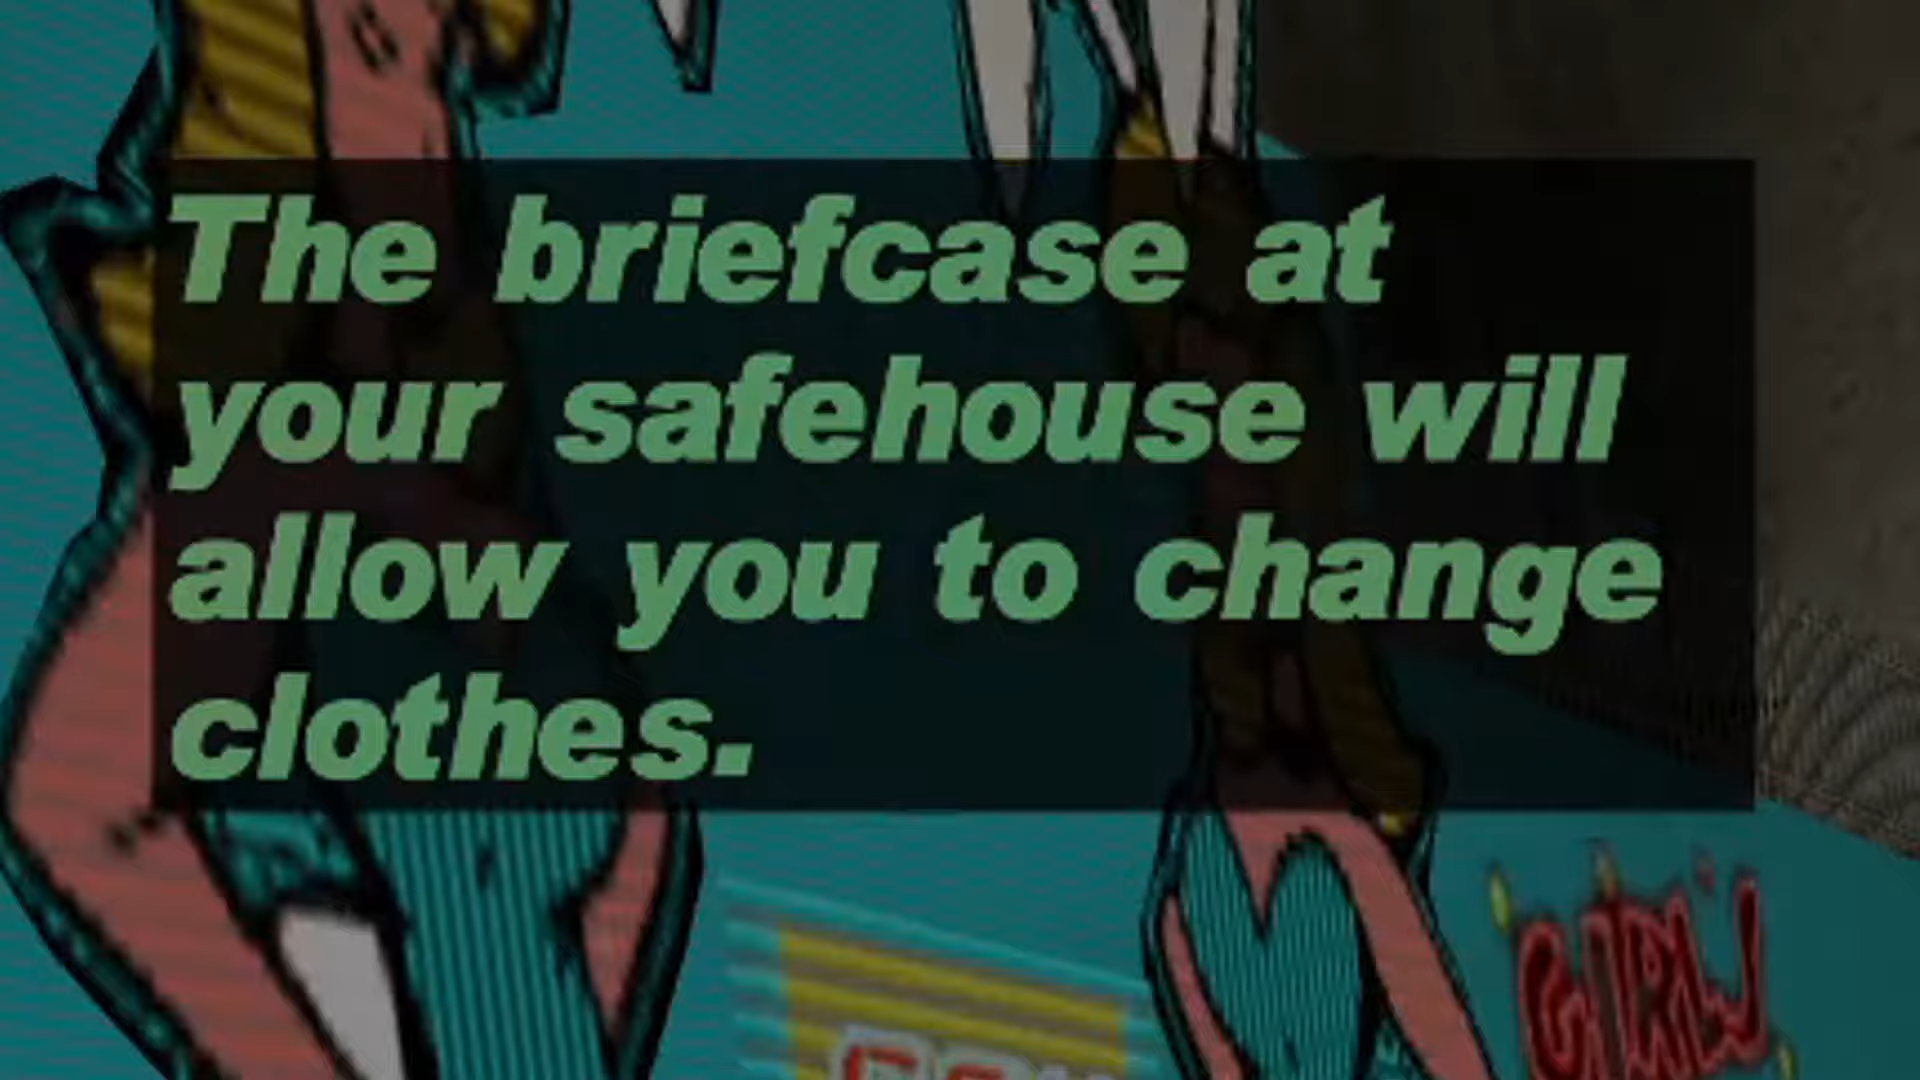 The briefcase at
your safehouse will
allow you to change
clothes.